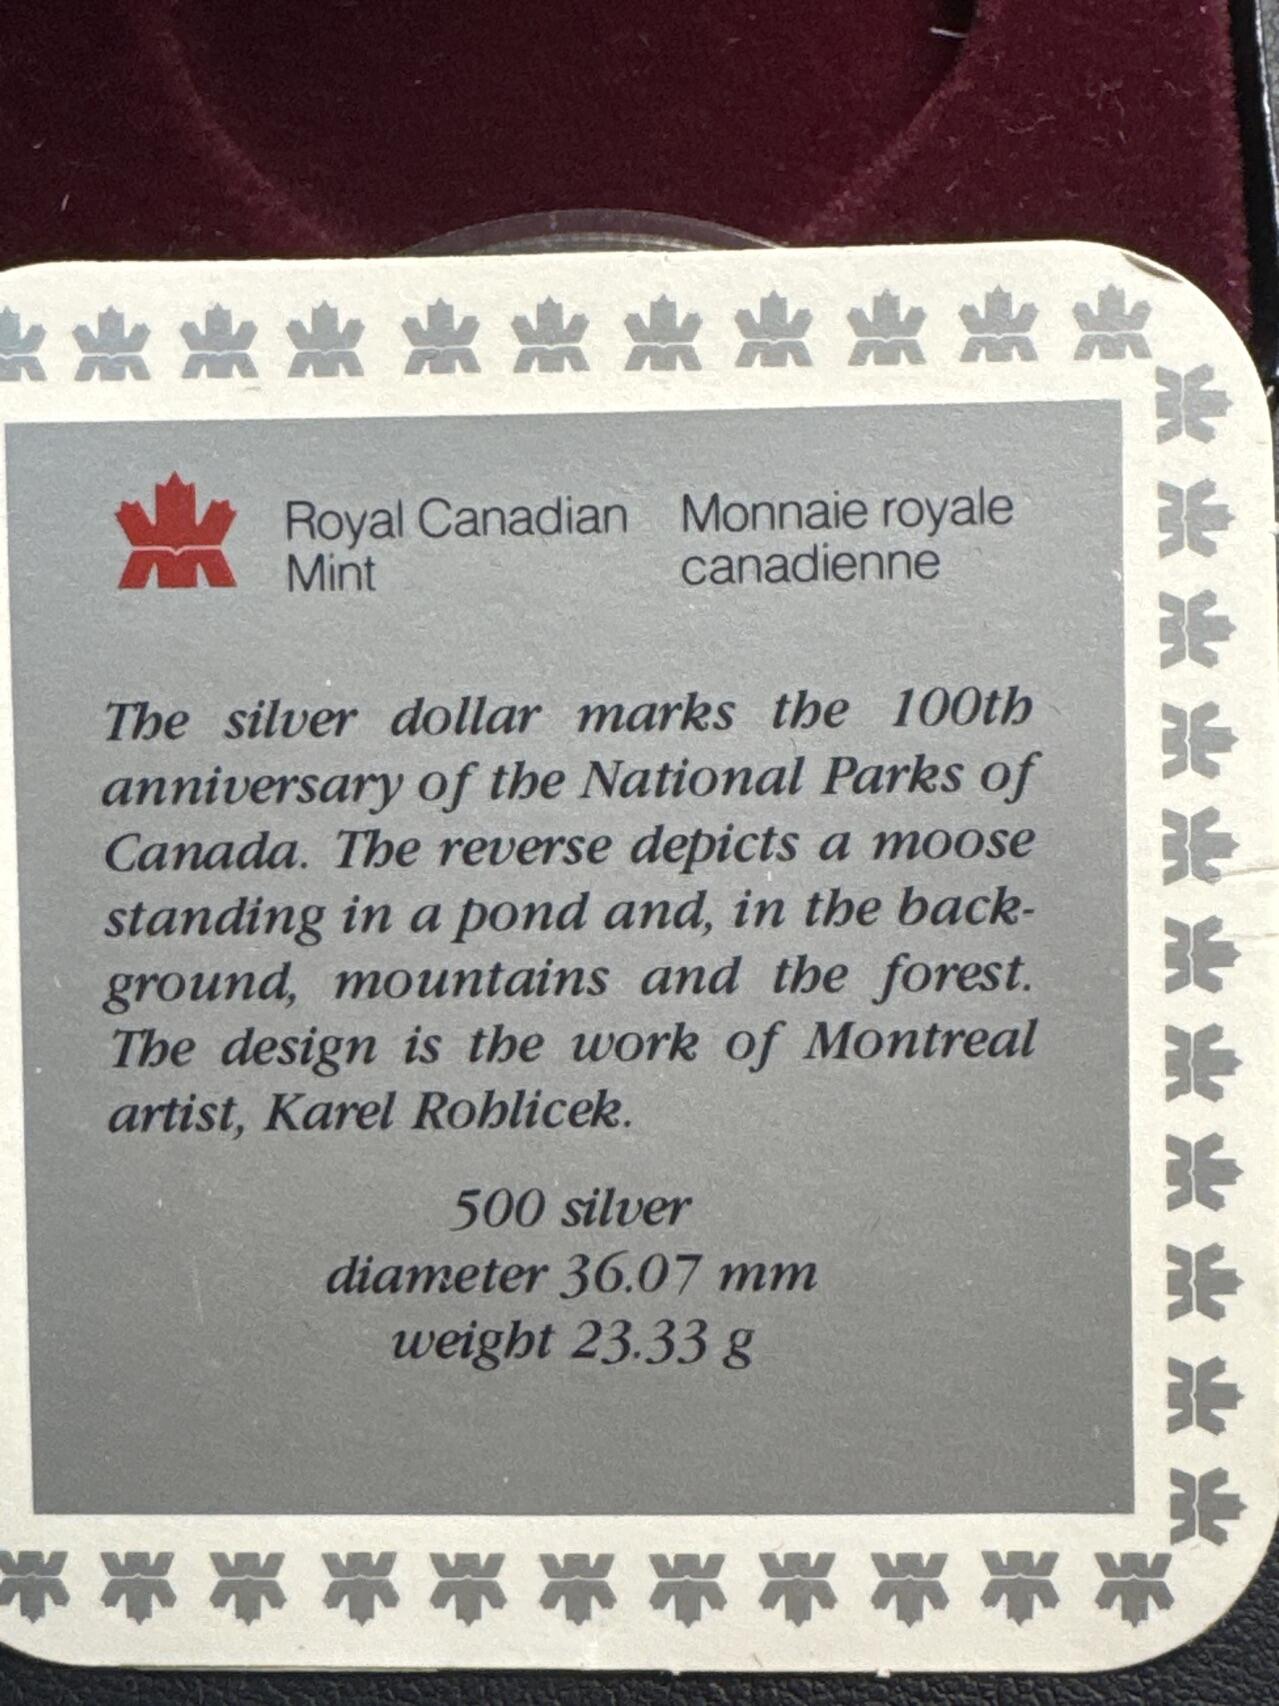 Royal Canadian
Mint
Monnaie royale
canadienne
The silver dollar marks the 100th
anniversary of the National Parks of
Canada. The reverse depicts a moose
standing in a pond and, in the back-
ground, mountains and the forest.
The design is the work of Montreal
artist, Karel Rohlicek.
500 silver
diameter 36.07 mm
weight 23.33 g